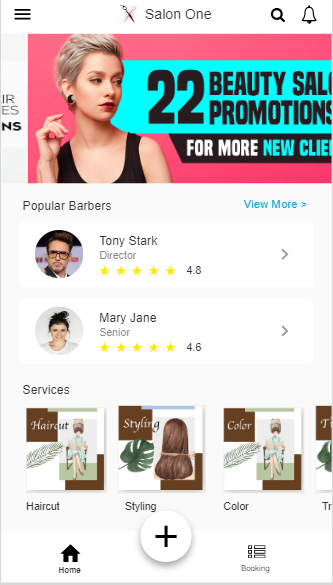 Salon One
IR
ES
NS
22 BEAUTY SAL
PROMOTIONS
FOR MORE NEW CLIE
Popular Barbers
View More >
Tony Stark
Director
4.8
Mary Jane
Senior
4.6
Services
Haircut
Styling
Color
Haircut
Styling
Color
Tr
Home
Booking